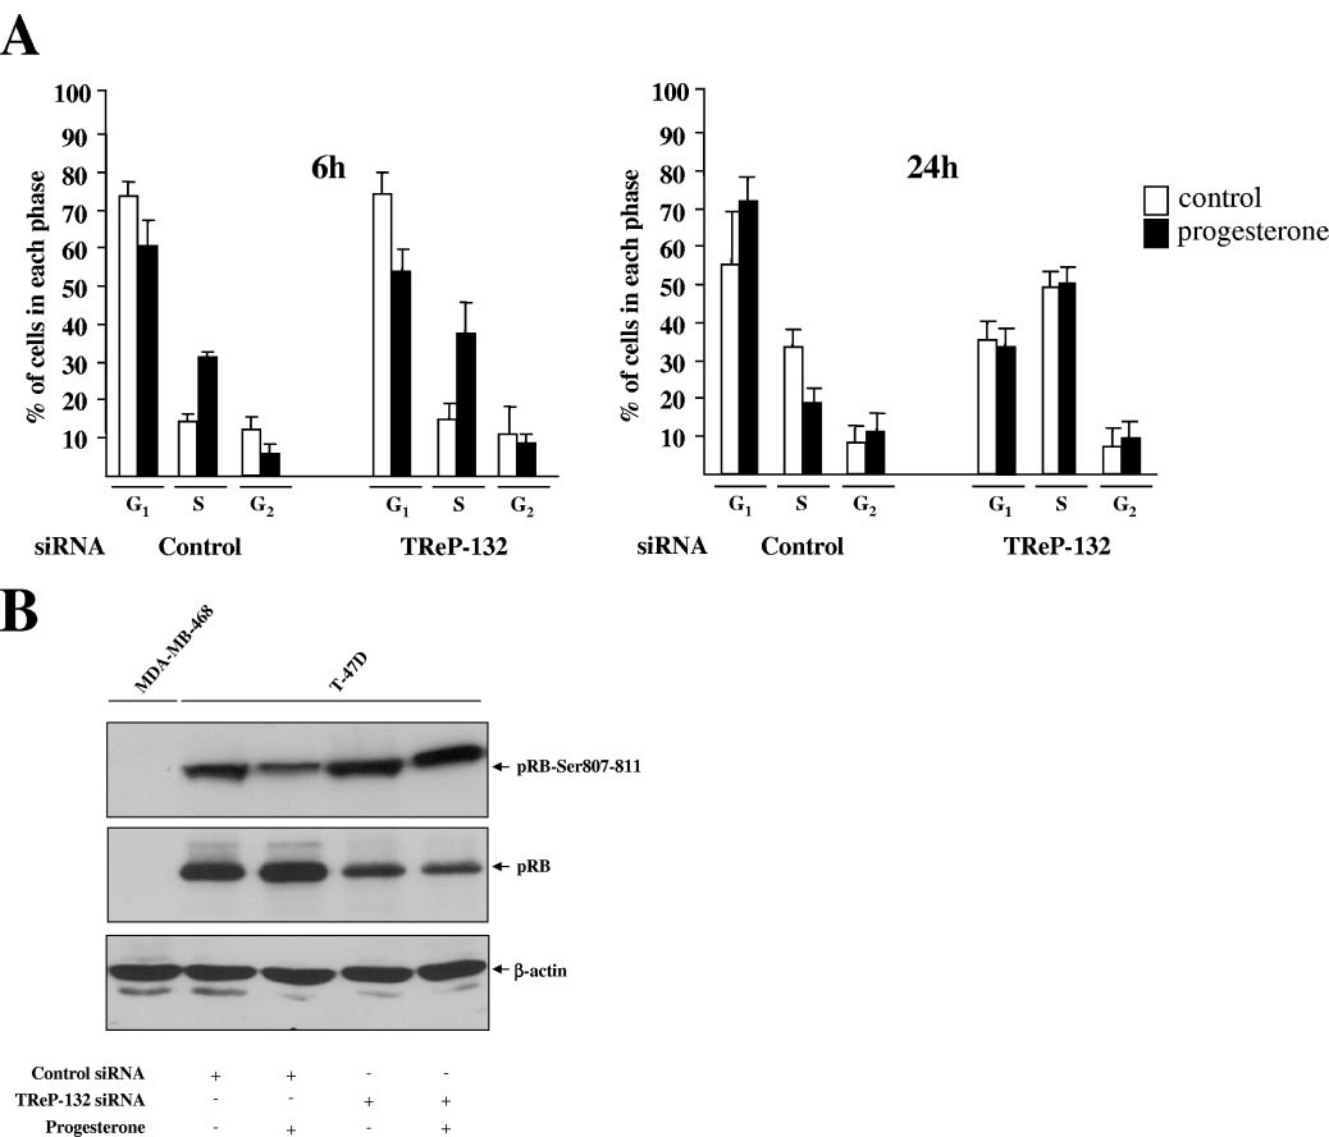 A
100
90
80
70
60
50
40
30
20
10
% of cells in each phase
6h
G1 S G2 G1 S G2
siRNA Control TReP-132
100
90
80
70
60
50
40
30
20
10
% of cells in each phase
24h
G1 S G2 G1 S G2
siRNA Control TReP-132
control
progesterone
B
MDA-MB-468
T-47D
pRB-Ser807-811
pRB
β-actin
Control siRNA + + - -
TReP-132 siRNA - - + +
Progesterone - + - +